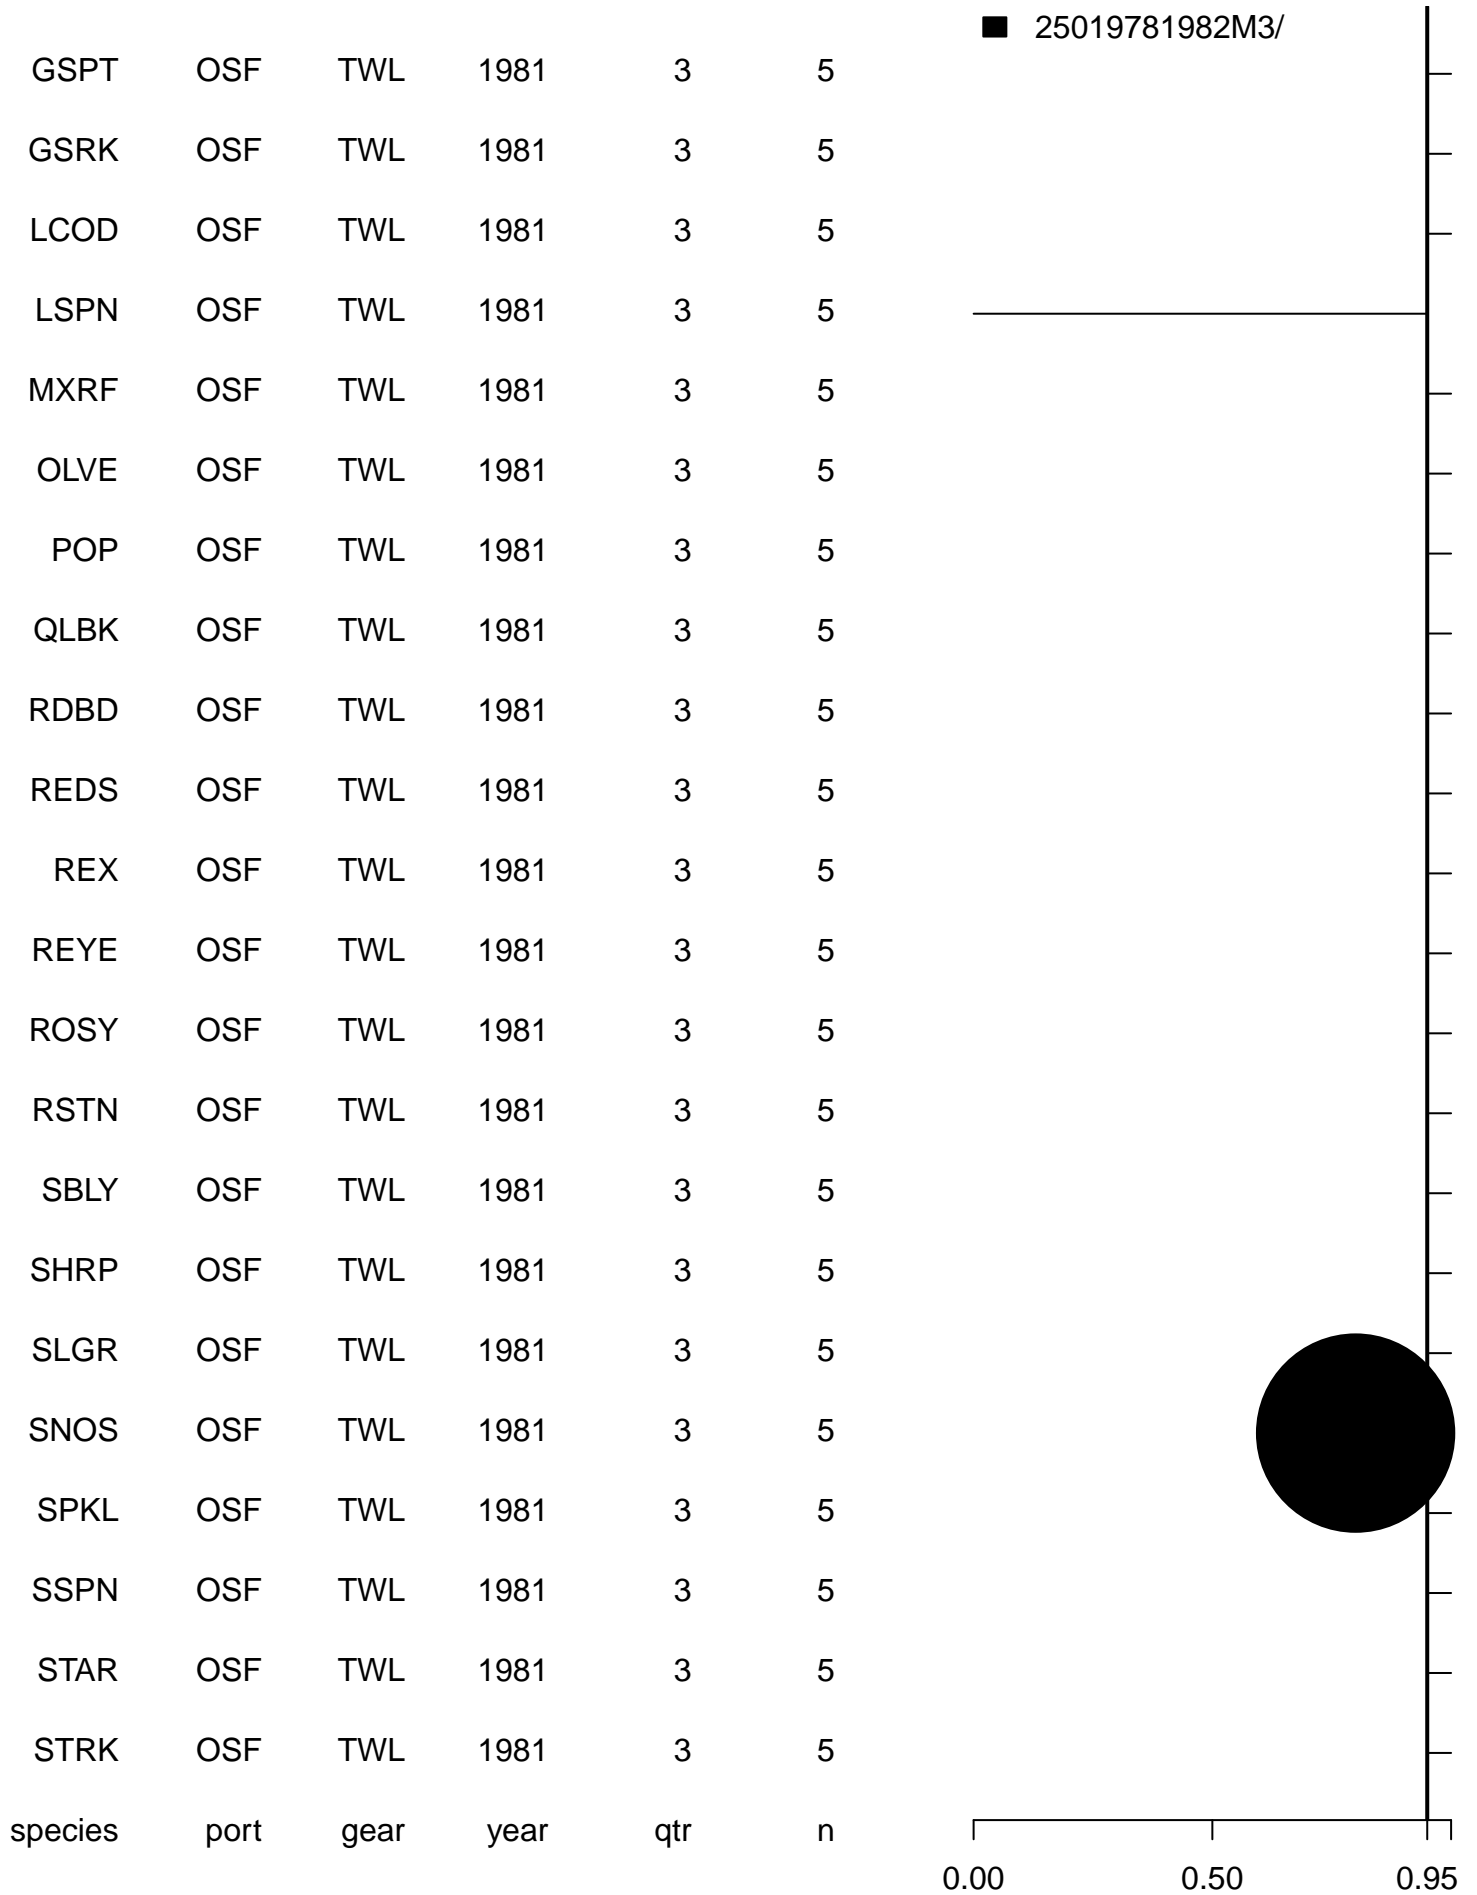 25019781982M3/
GSPT OSF TWL 1981 3 5
GSRK OSF TWL 1981 3 5
LCOD OSF TWL 1981 3 5
LSPN OSF TWL 1981 3 5
MXRF OSF TWL 1981 3 5
OLVE OSF TWL 1981 3 5
POP OSF TWL 1981 3 5
QLBK OSF TWL 1981 3 5
RDBD OSF TWL 1981 3 5
REDS OSF TWL 1981 3 5
REX OSF TWL 1981 3 5
REYE OSF TWL 1981 3 5
ROSY OSF TWL 1981 3 5
RSTN OSF TWL 1981 3 5
SBLY OSF TWL 1981 3 5
SHRP OSF TWL 1981 3 5
SLGR OSF TWL 1981 3 5
SNOS OSF TWL 1981 3 5
SPKL OSF TWL 1981 3 5
SSPN OSF TWL 1981 3 5
STAR OSF TWL 1981 3 5
STRK OSF TWL 1981 3 5
species port gear year qtr n
0.00 0.50 0.95